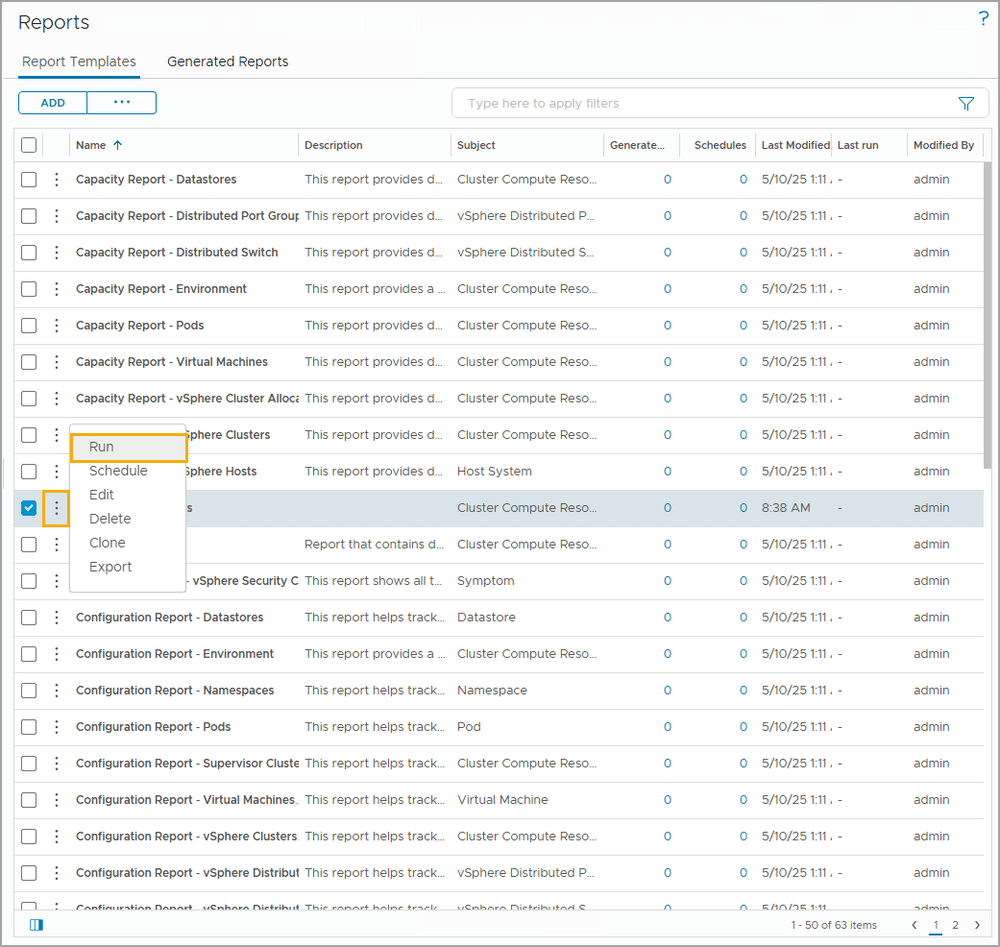 Reports
?
Report Templates Generated Reports
ADD ...
Type here to apply filters
Name Description Subject Generate... Schedules Last Modified Last run Modified By
Capacity Report - Datastores This report provides d... Cluster Compute Reso... 0 0 5/10/25 1:11 - admin
Capacity Report - Distributed Port Group This report provides d... vSphere Distributed P... 0 0 5/10/25 1:11 - admin
Capacity Report - Distributed Switch This report provides d... vSphere Distributed S... 0 0 5/10/25 1:11 - admin
Capacity Report - Environment This report provides a ... Cluster Compute Reso... 0 0 5/10/25 1:11 - admin
Capacity Report - Pods This report provides d... Cluster Compute Reso... 0 0 5/10/25 1:11 - admin
Capacity Report - Virtual Machines This report provides d... Cluster Compute Reso... 0 0 5/10/25 1:11 - admin
Capacity Report - vSphere Cluster Alloca This report provides d... Cluster Compute Reso... 0 0 5/10/25 1:11 - admin
Sphere Clusters This report provides d... Cluster Compute Reso... 0 0 5/10/25 1:11 - admin
Run
Schedule
Sphere Hosts This report provides d... Host System 0 0 5/10/25 1:11 - admin
Edit
s Cluster Compute Reso... 0 0 8:38 AM - admin
Delete
Clone
Report that contains d... Cluster Compute Reso... 0 0 5/10/25 1:11 - admin
Export
- vSphere Security C This report shows all t... Symptom 0 0 5/10/25 1:11 - admin
Configuration Report - Datastores This report helps track... Datastore 0 0 5/10/25 1:11 - admin
Configuration Report - Environment This report provides a ... Cluster Compute Reso... 0 0 5/10/25 1:11 - admin
Configuration Report - Namespaces This report helps track... Namespace 0 0 5/10/25 1:11 - admin
Configuration Report - Pods This report helps track... Pod 0 0 5/10/25 1:11 - admin
Configuration Report - Supervisor Cluste This report helps track... Cluster Compute Reso... 0 0 5/10/25 1:11 - admin
Configuration Report - Virtual Machines. This report helps track... Virtual Machine 0 0 5/10/25 1:11 - admin
Configuration Report - vSphere Clusters. This report helps track... Cluster Compute Reso... 0 0 5/10/25 1:11 - admin
Configuration Report - vSphere Distribut This report helps track... vSphere Distributed P... 0 0 5/10/25 1:11 - admin
Configuration Report - vSphere Distribut This report helps track... vSphere Distributed S... 0 0 5/10/25 1:11 - admin
1 - 50 of 63 items < 1 2 >